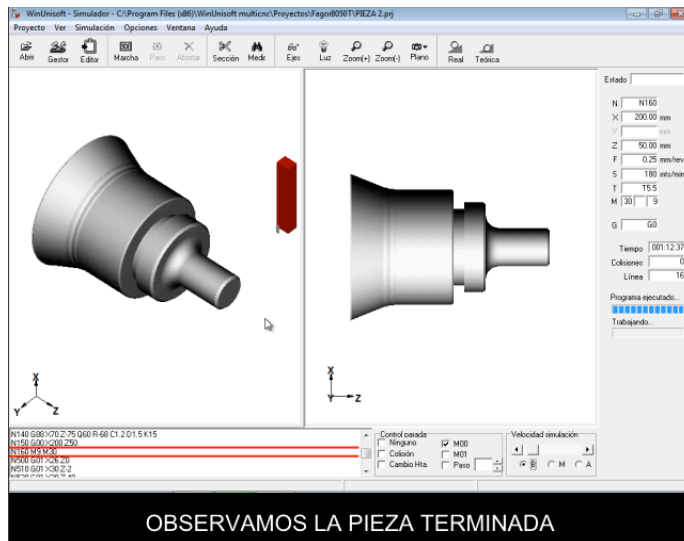 WinUnisoft - Simulador - C:\Program Files (x86)\WinUnisoft multicnc\Proyectos\Fagor8050T\PIEZA 2.prj
Proyecto Ver Simulación Opciones Ventana Ayuda
Abrir Gestor Editor Marcha Paro Abortar Sección Medir Ejes Luz Zoom(+) Zoom(-) Plano Real Teórica
Estado
N N160
X 200.00 mm
Y mm
Z 50.00 mm
F 0.25 mm/rev
S 180 mts/min
T T5.5
M 30 9
G G0
Tiempo 001:12:37
Colisiones 0
Línea 16
Programa ejecutado...
Trabajando...
X
Y Z
X
Y Z
N140 G88 X70 Z-75 Q60 R-68 C1.2 D1.5 K15
N150 G00 X200 Z50
N160 M9 M30
N500 G01 X26 Z0
N510 G01 X30 Z-2
Control parada
Ninguno M00
Colisión M01
Cambio Hta. Paso
Velocidad simulación
B M A
OBSERVAMOS LA PIEZA TERMINADA